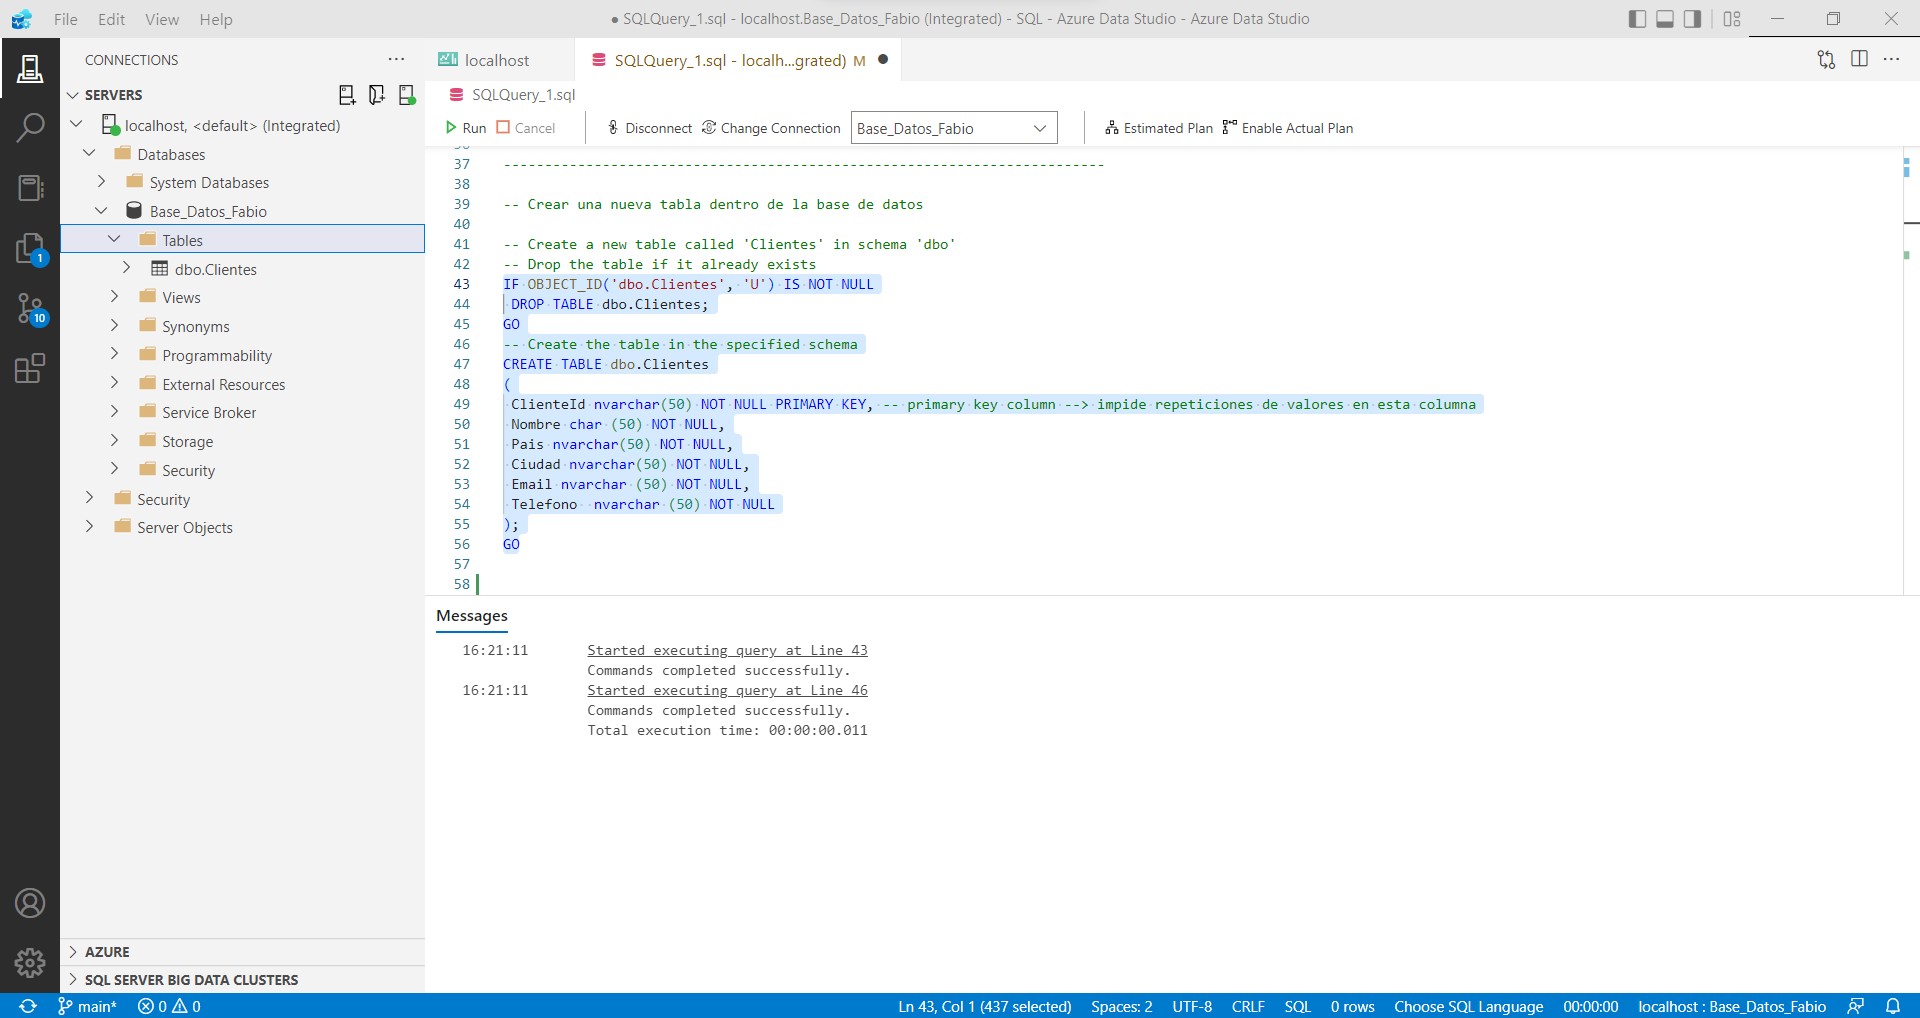 File Edit View Help
● SQLQuery_1.sql - localhost.Base_Datos_Fabio (Integrated) - SQL - Azure Data Studio - Azure Data Studio
CONNECTIONS
SERVERS
localhost, <default> (Integrated)
Databases
System Databases
Base_Datos_Fabio
Tables
dbo.Clientes
Views
Synonyms
Programmability
External Resources
Service Broker
Storage
Security
Security
Server Objects
AZURE
SQL SERVER BIG DATA CLUSTERS
1
10
localhost
SQLQuery_1.sql - localh...grated) M ●
SQLQuery_1.sql
Run Cancel Disconnect Change Connection Base_Datos_Fabio Estimated Plan Enable Actual Plan
36
37 -------------------------------------------------------------------------
38
39 -- Crear una nueva tabla dentro de la base de datos
40
41 -- Create a new table called 'Clientes' in schema 'dbo'
42 -- Drop the table if it already exists
43 IF OBJECT_ID('dbo.Clientes', 'U') IS NOT NULL
44 DROP TABLE dbo.Clientes;
45 GO
46 -- Create the table in the specified schema
47 CREATE TABLE dbo.Clientes
48 (
49 ClienteId nvarchar(50) NOT NULL PRIMARY KEY, -- primary key column --> impide repeticiones de valores en esta columna
50 Nombre char (50) NOT NULL,
51 Pais nvarchar(50) NOT NULL,
52 Ciudad nvarchar(50) NOT NULL,
53 Email nvarchar (50) NOT NULL,
54 Telefono  nvarchar (50) NOT NULL
55 );
56 GO
57
58
Messages
16:21:11 Started executing query at Line 43
Commands completed successfully.
16:21:11 Started executing query at Line 46
Commands completed successfully.
Total execution time: 00:00:00.011
main* 0 0 Ln 43, Col 1 (437 selected) Spaces: 2 UTF-8 CRLF SQL 0 rows Choose SQL Language 00:00:00 localhost : Base_Datos_Fabio